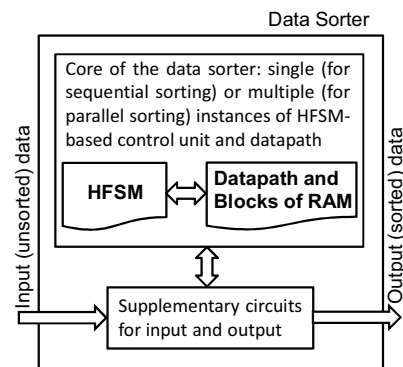 Data Sorter
Core of the data sorter: single (for
sequential sorting) or multiple (for
parallel sorting) instances of HFSM-
based control unit and datapath
HFSM
Datapath and
Blocks of RAM
Input (unsorted) data
Supplementary circuits
for input and output
Output (sorted) data